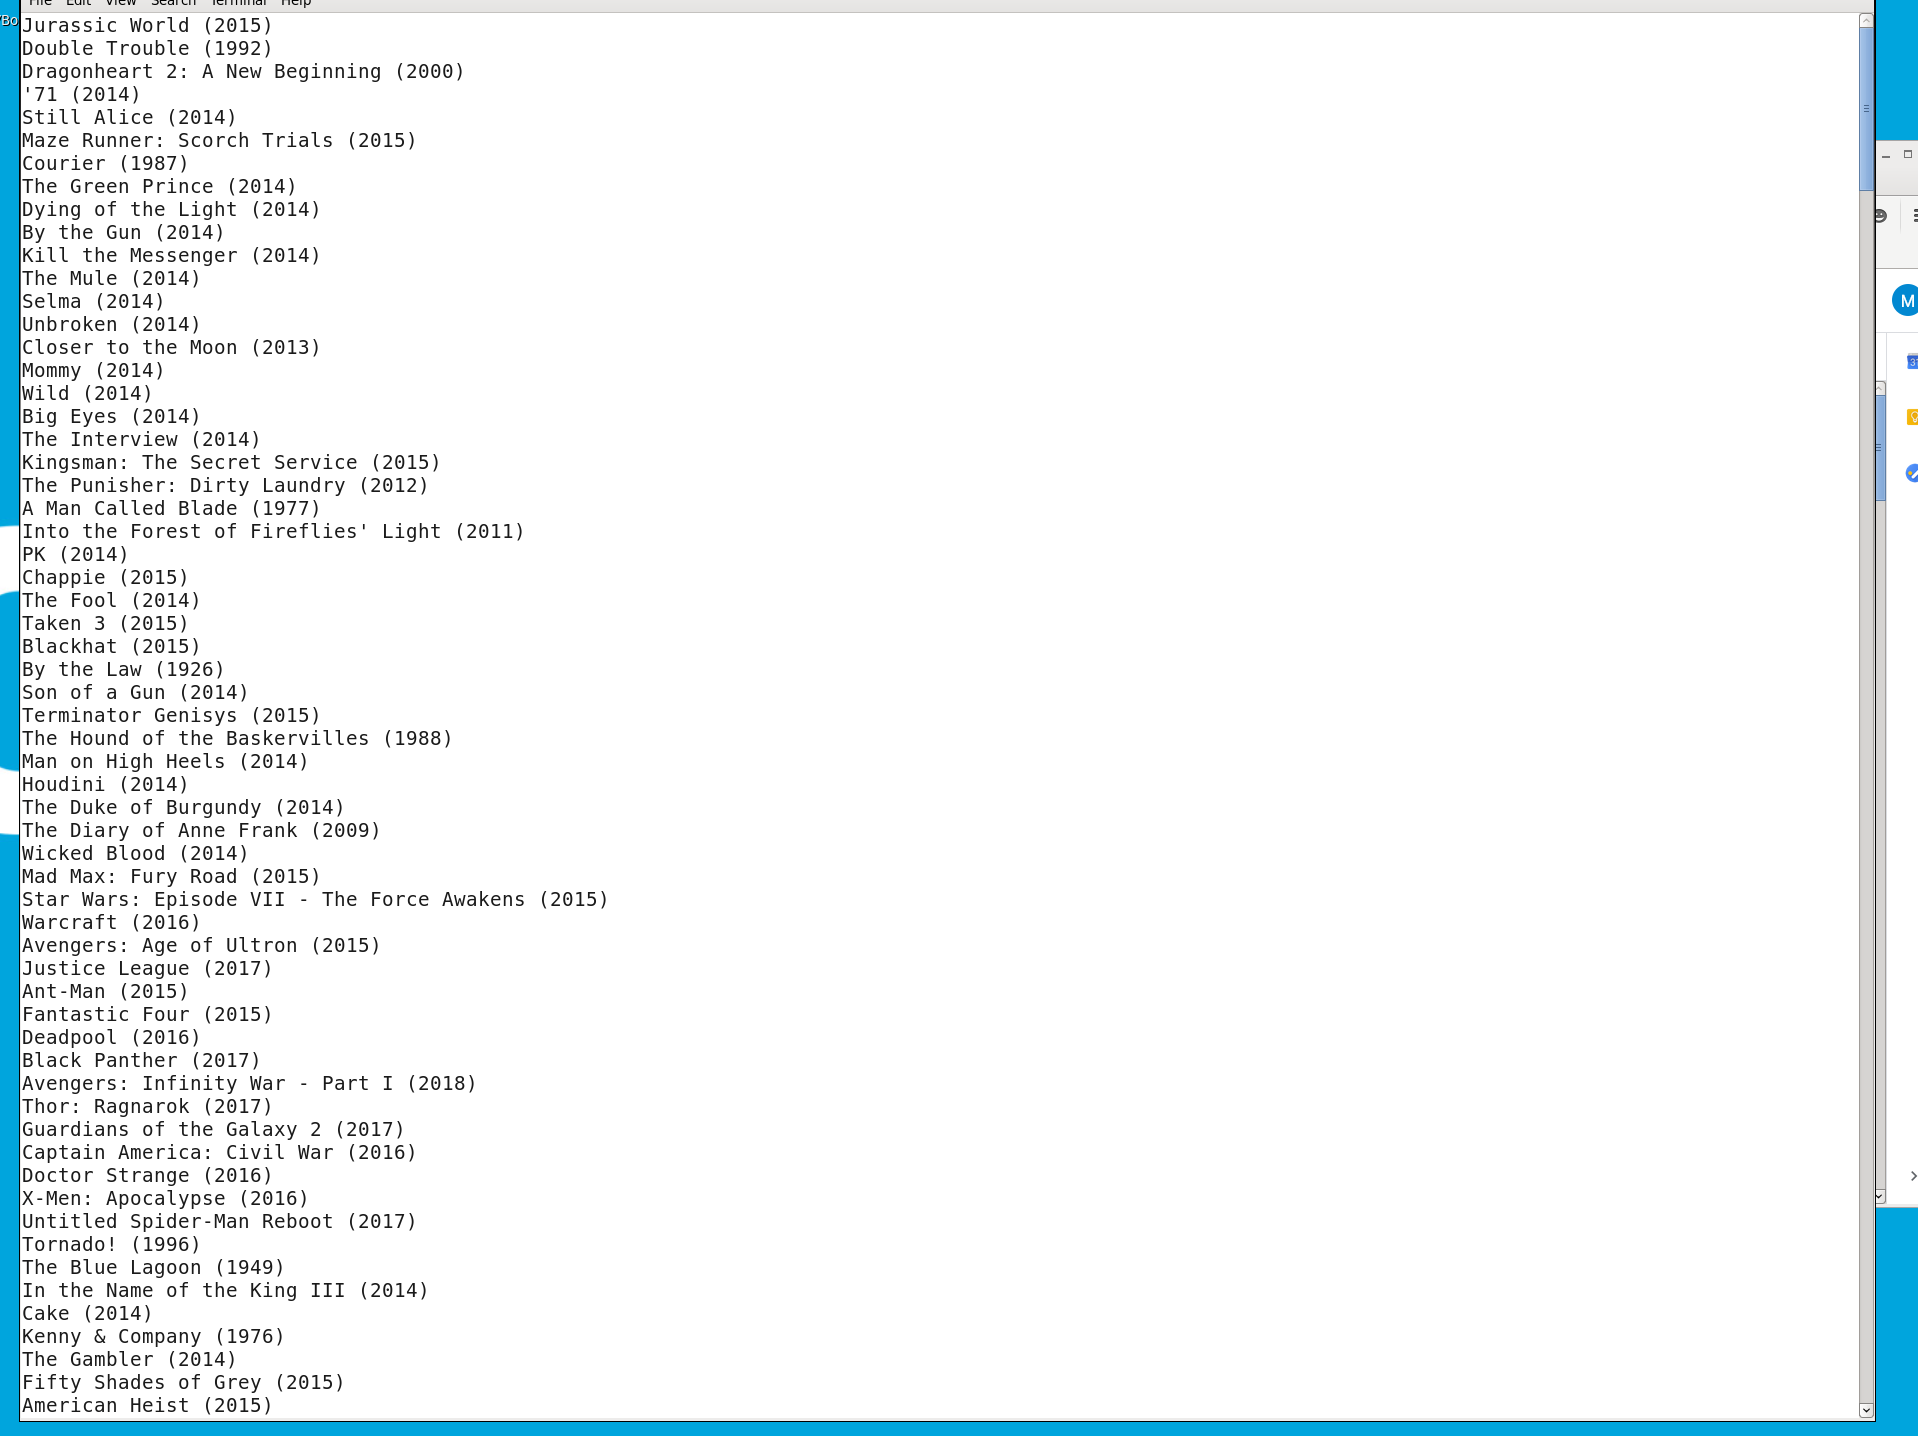 File Edit View Search Terminal Help
'Bo
Jurassic World (2015)
Double Trouble (1992)
Dragonheart 2: A New Beginning (2000)
'71 (2014)
Still Alice (2014)
Maze Runner: Scorch Trials (2015)
Courier (1987)
The Green Prince (2014)
Dying of the Light (2014)
By the Gun (2014)
Kill the Messenger (2014)
The Mule (2014)
Selma (2014)
Unbroken (2014)
Closer to the Moon (2013)
Mommy (2014)
Wild (2014)
Big Eyes (2014)
The Interview (2014)
Kingsman: The Secret Service (2015)
The Punisher: Dirty Laundry (2012)
A Man Called Blade (1977)
Into the Forest of Fireflies' Light (2011)
PK (2014)
Chappie (2015)
The Fool (2014)
Taken 3 (2015)
Blackhat (2015)
By the Law (1926)
Son of a Gun (2014)
Terminator Genisys (2015)
The Hound of the Baskervilles (1988)
Man on High Heels (2014)
Houdini (2014)
The Duke of Burgundy (2014)
The Diary of Anne Frank (2009)
Wicked Blood (2014)
Mad Max: Fury Road (2015)
Star Wars: Episode VII - The Force Awakens (2015)
Warcraft (2016)
Avengers: Age of Ultron (2015)
Justice League (2017)
Ant-Man (2015)
Fantastic Four (2015)
Deadpool (2016)
Black Panther (2017)
Avengers: Infinity War - Part I (2018)
Thor: Ragnarok (2017)
Guardians of the Galaxy 2 (2017)
Captain America: Civil War (2016)
Doctor Strange (2016)
X-Men: Apocalypse (2016)
Untitled Spider-Man Reboot (2017)
Tornado! (1996)
The Blue Lagoon (1949)
In the Name of the King III (2014)
Cake (2014)
Kenny & Company (1976)
The Gambler (2014)
Fifty Shades of Grey (2015)
American Heist (2015)
M